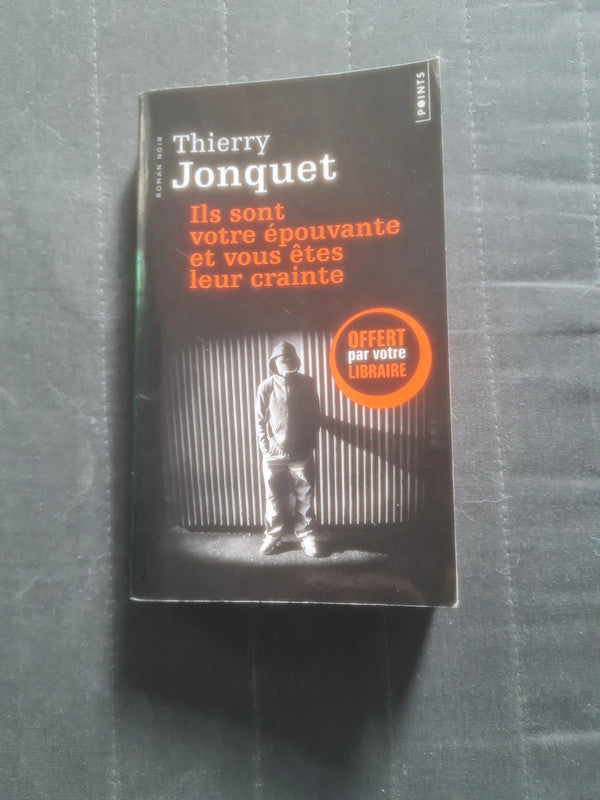 POINTS
ROMAN NOIR
Thierry
Jonquet
Ils sont
votre épouvante
et vous êtes
leur crainte
OFFERT
par votre
LIBRAIRE